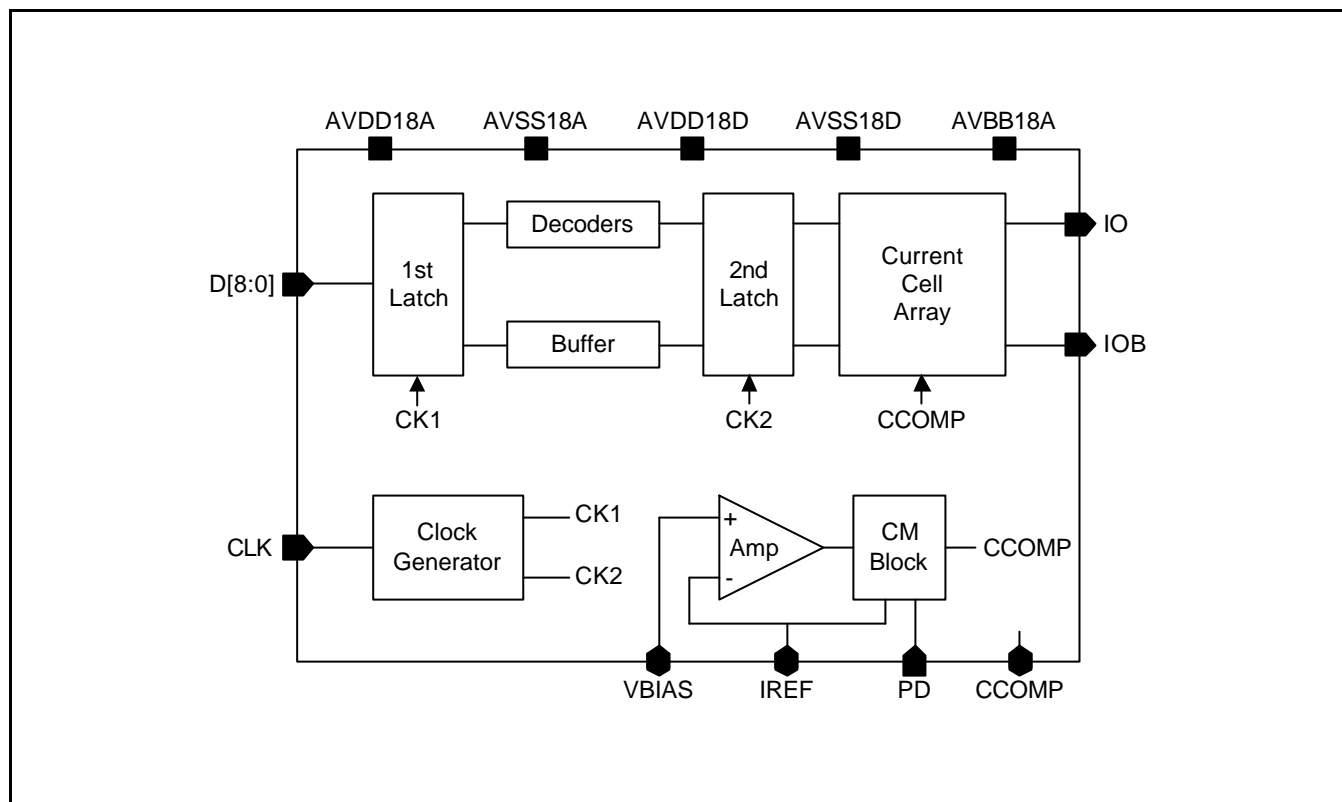 AVDD18A AVSS18A AVDD18D AVSS18D AVBB18A
D[8:0]
1st
Latch
Decoders
Buffer
2nd
Latch
Current
Cell
Array
IO
IOB
CK1
CK2
CCOMP
CLK
Clock
Generator
CK1
CK2
+
Amp
-
CM
Block
CCOMP
VBIAS IREF PD CCOMP